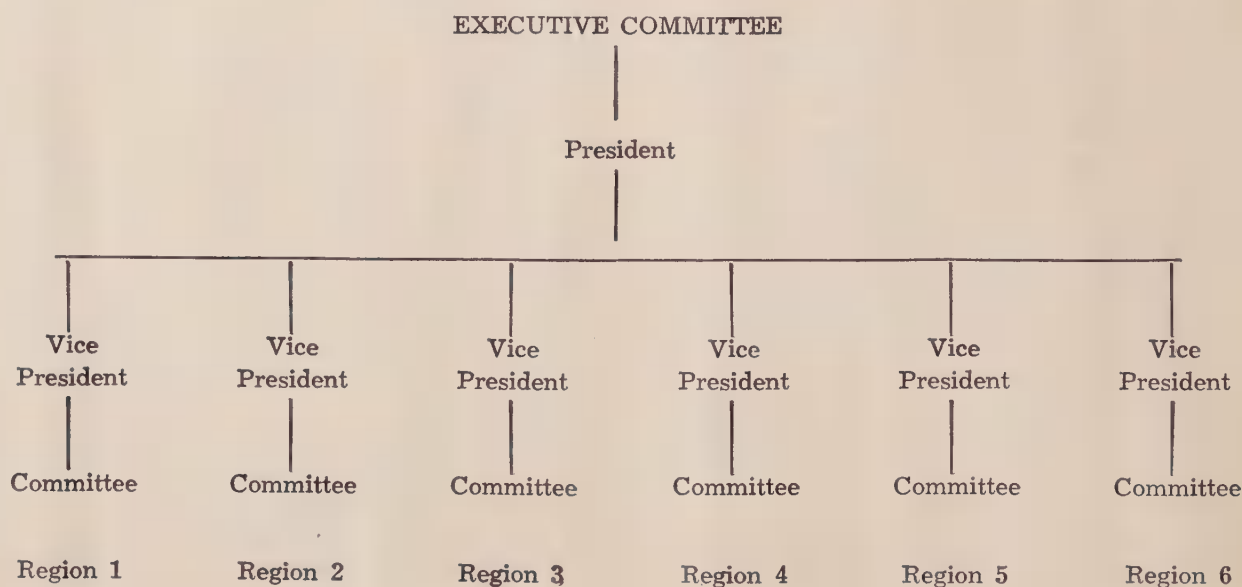 EXECUTIVE COMMITTEE
President
Vice Vice Vice Vice Vice Vice
President President President President President President
Committee Committee Committee Committee Committee Committee
Region 1 Region 2 Region 3 Region 4 Region 5 Region 6